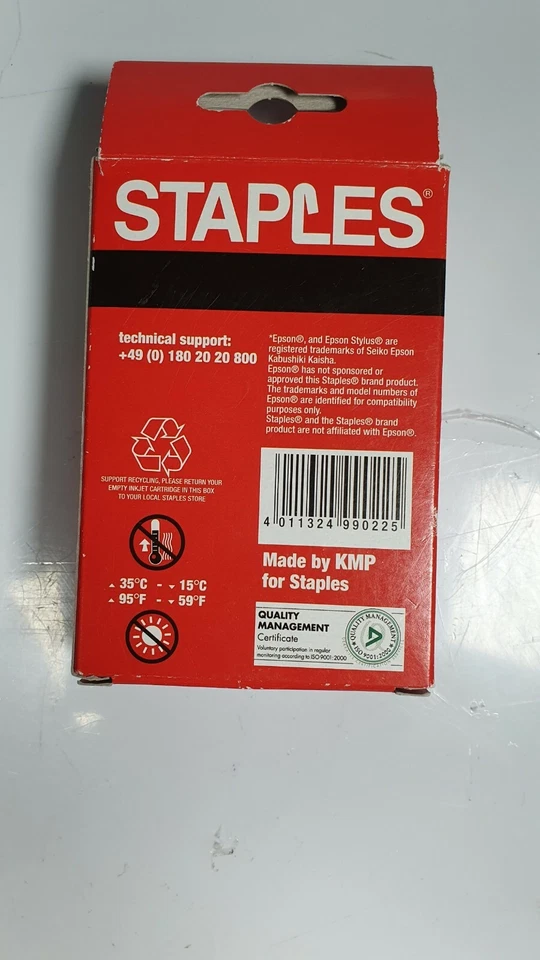 STAPLES®
technical support:
+49 (0) 180 20 20 800
*Epson®, and Epson Stylus® are
registered trademarks of Seiko Epson
Kabushiki Kaisha.
Epson® has not sponsored or
approved this Staples® brand product.
The trademarks and model numbers of
Epson® are identified for compatibility
purposes only.
Staples® and the Staples® brand
product are not affiliated with Epson®.
SUPPORT RECYCLING, PLEASE RETURN YOUR
EMPTY INKJET CARTRIDGE IN THIS BOX
TO YOUR LOCAL STAPLES STORE
4 011324 990225
Made by KMP
for Staples
35°C - 15°C
95°F - 59°F
QUALITY
MANAGEMENT
Certificate
Voluntary participation in regular
monitoring according to ISO 9001:2000
QUALITY MANAGEMENT
ISO 9001:2000